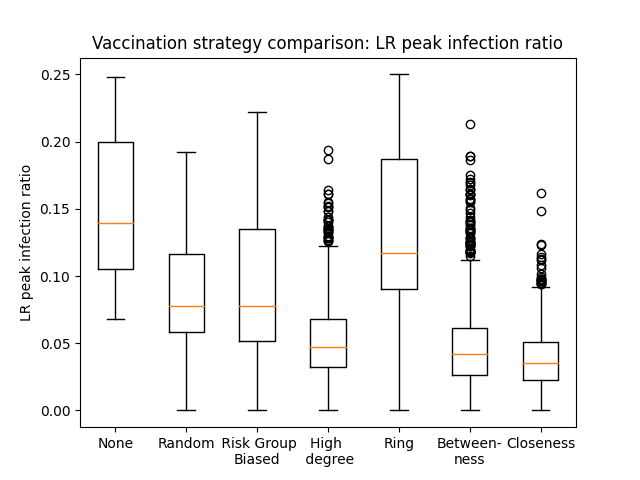 Vaccination strategy comparison: LR peak infection ratio
LR peak infection ratio
0.25
0.20
0.15
0.10
0.05
0.00
None Random Risk Group High Ring Between- Closeness
Biased degree ness